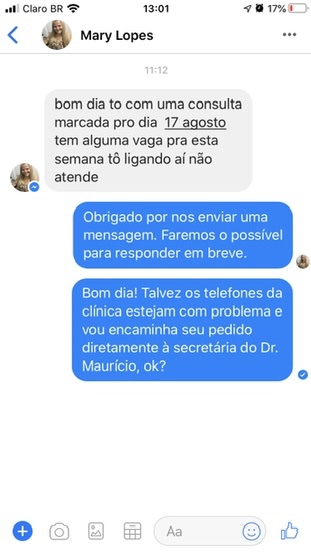 Claro BR 13:01 17%
Mary Lopes
11:12
bom dia to com uma consulta
marcada pro dia 17 agosto
tem alguma vaga pra esta
semana tô ligando aí não
atende
Obrigado por nos enviar uma
mensagem. Faremos o possível
para responder em breve.
Bom dia! Talvez os telefones da
clínica estejam com problema e
vou encaminha seu pedido
diretamente à secretária do Dr.
Maurício, ok?
Aa